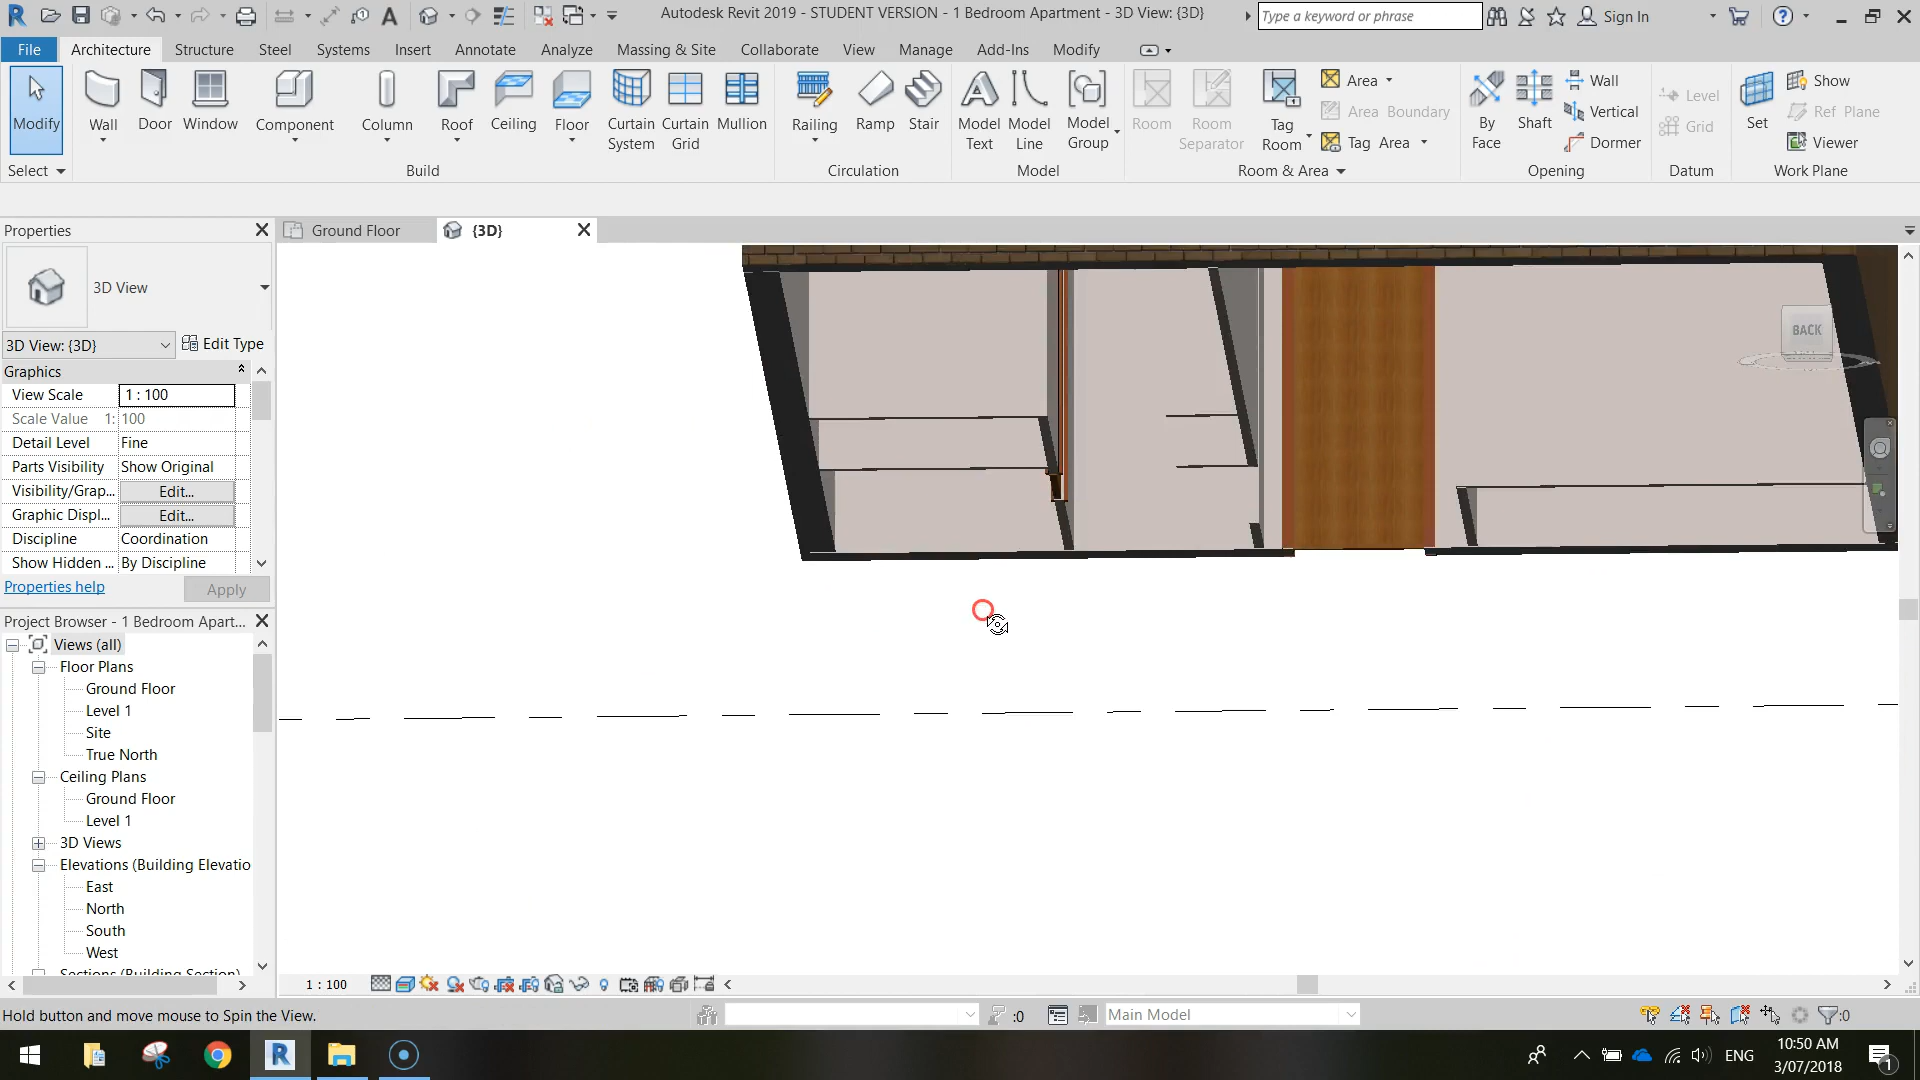 Autodesk Revit 2019 - STUDENT VERSION - 1 Bedroom Apartment - 3D View: {3D}
Type a keyword or phrase
Sign In
File Architecture Structure Steel Systems Insert Annotate Analyze Massing & Site Collaborate View Manage Add-Ins Modify
Modify
Wall Door Window Component Column Roof Ceiling Floor Curtain System Curtain Grid Mullion
Railing Ramp Stair
Model Text Model Line Model Group
Room Room Separator Tag Room
Area
Area Boundary
Tag Area
By Face Shaft
Wall
Vertical
Dormer
Level
Grid
Set
Show
Ref Plane
Viewer
Select Build Circulation Model Room & Area Opening Datum Work Plane
Properties
Ground Floor
{3D}
3D View
3D View: {3D}
Edit Type
Graphics
View Scale 1 : 100
Scale Value 1: 100
Detail Level Fine
Parts Visibility Show Original
Visibility/Grap... Edit...
Graphic Displ... Edit...
Discipline Coordination
Show Hidden ... By Discipline
Properties help
Apply
BACK
Project Browser - 1 Bedroom Apart...
Views (all)
Floor Plans
Ground Floor
Level 1
Site
True North
Ceiling Plans
Ground Floor
Level 1
3D Views
Elevations (Building Elevatio
East
North
South
West
Sections (Building Section)
1 : 100
Hold button and move mouse to Spin the View.
:0
Main Model
:0
ENG
10:50 AM
3/07/2018
1